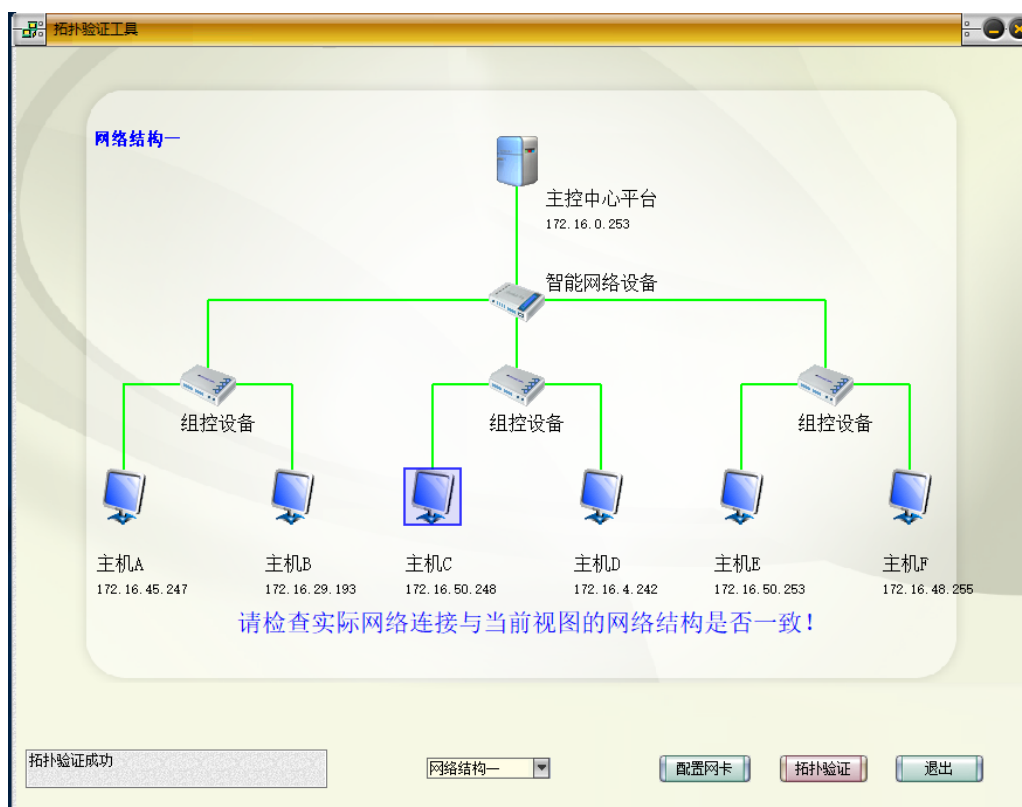 拓扑验证工具
网络结构一
主控中心平台
172.16.0.253
智能网络设备
组控设备
组控设备
组控设备
主机A
主机B
主机C
主机D
主机E
主机F
172.16.45.247
172.16.29.193
172.16.50.248
172.16.4.242
172.16.50.253
172.16.48.255
请检查实际网络连接与当前视图的网络结构是否一致!
拓扑验证成功
网络结构一
配置网卡
拓扑验证
退出